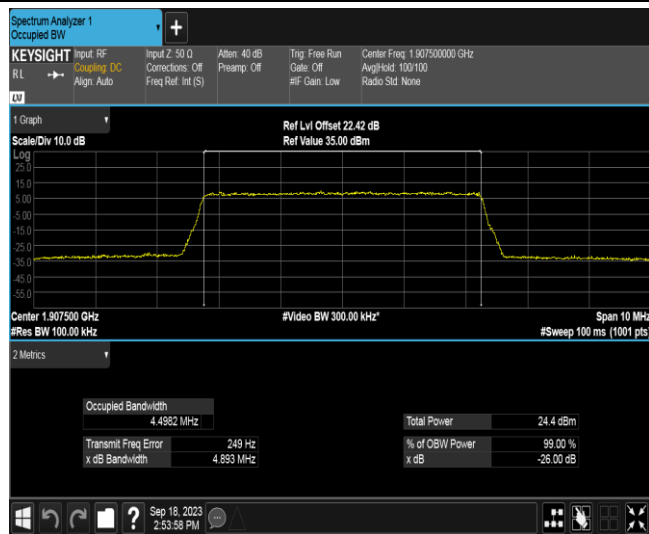 Spectrum Analyzer 1
Occupied BW
+
KEYSIGHT Input: RF Input Z: 50 Ω Atten: 40 dB Trig: Free Run Center Freq: 1.907500000 GHz
RL Coupling: DC Corrections: Off Preamp: Off Gate: Off Avg|Hold: 100/100
Align: Auto Freq Ref: Int (S) #IF Gain: Low Radio Std: None
LXI
1 Graph
Ref Lvl Offset 22.42 dB
Scale/Div 10.0 dB Ref Value 35.00 dBm
Log
25.0
15.0
5.00
-5.00
-15.0
-25.0
-35.0
-45.0
-55.0
Center 1.907500 GHz #Video BW 300.00 kHz* Span 10 MHz
#Res BW 100.00 kHz #Sweep 100 ms (1001 pts)
2 Metrics
Occupied Bandwidth
4.4982 MHz Total Power 24.4 dBm
Transmit Freq Error 249 Hz % of OBW Power 99.00 %
x dB Bandwidth 4.893 MHz x dB -26.00 dB
? Sep 18, 2023
2:53:58 PM